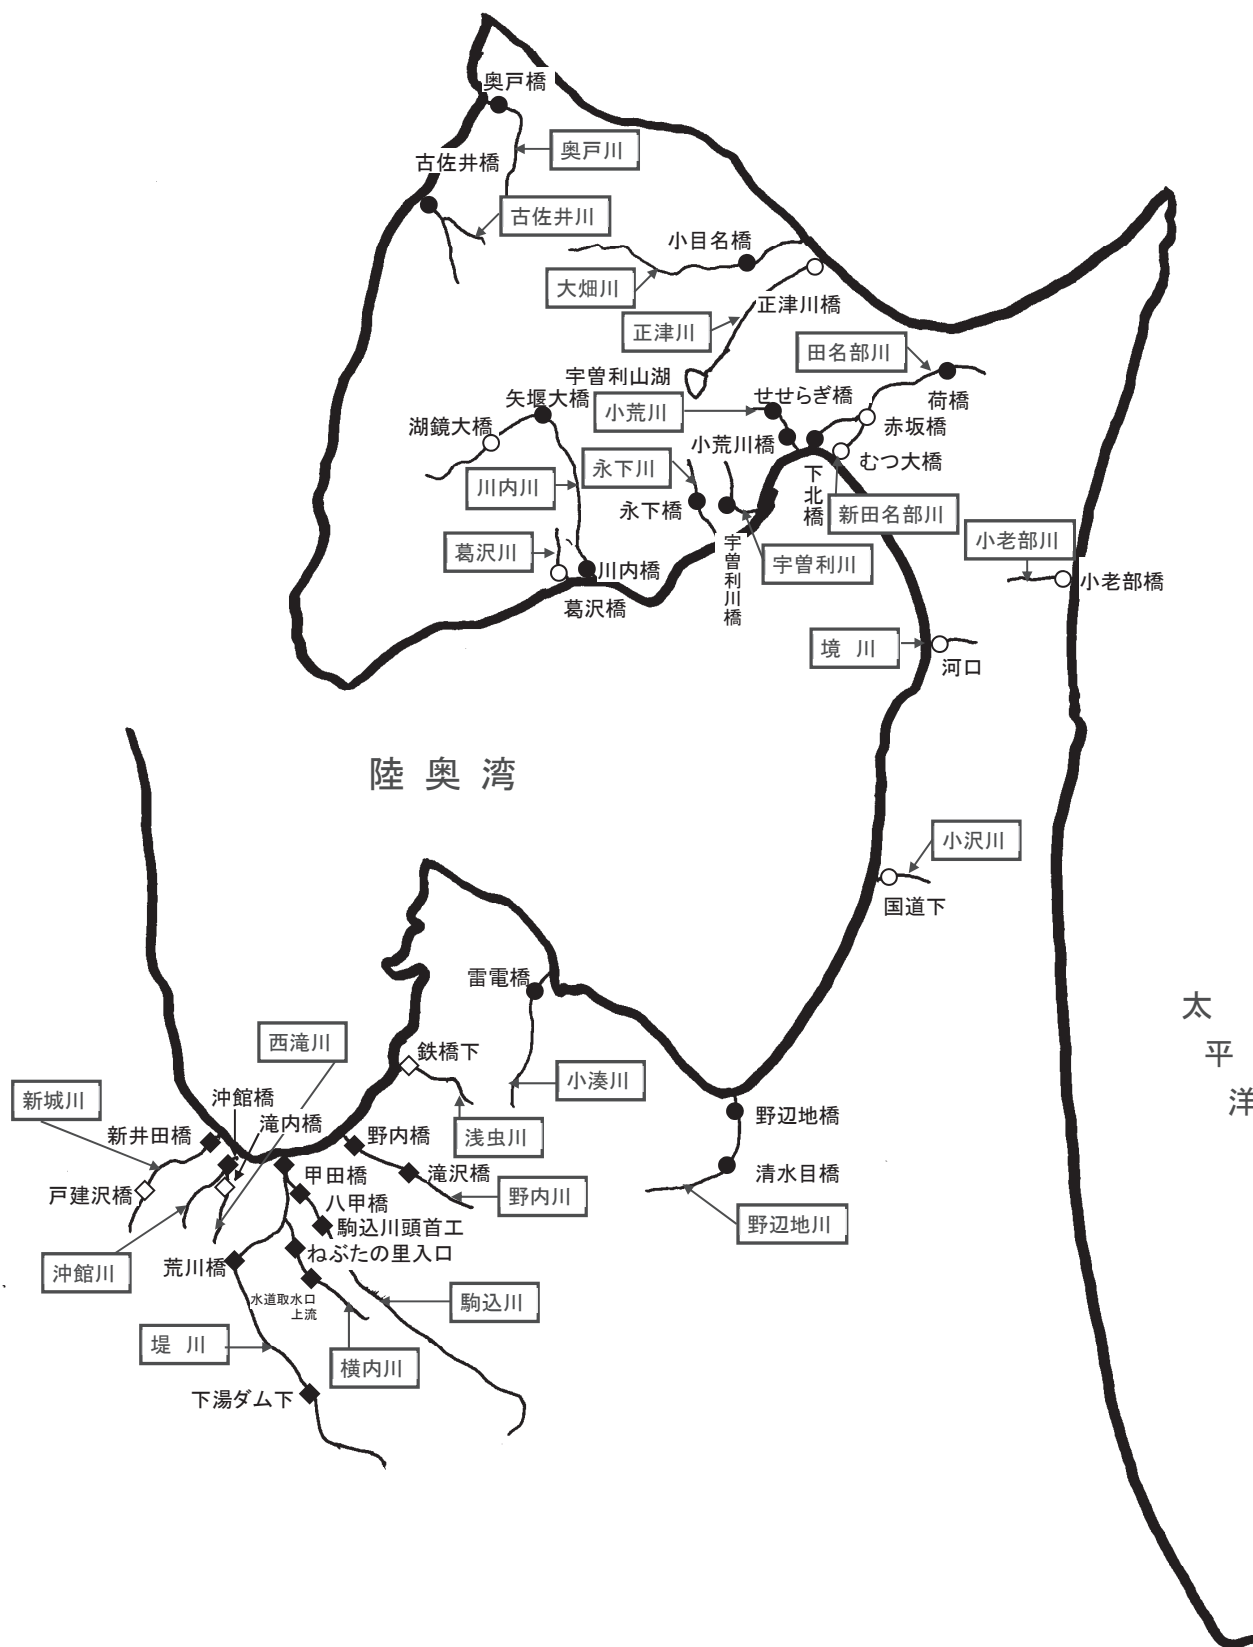 奥戸橋
奥戸川
古佐井橋
古佐井川
小目名橋
大畑川
正津川橋
正津川
田名部川
宇曽利山湖
せせらぎ橋
荷橋
矢堰大橋
小荒川
湖鏡大橋
赤坂橋
小荒川橋
むつ大橋
永下川
川内川
下北橋
永下橋
新田名部川
小老部川
葛沢川
宇曽利川橋
宇曽利川
川内橋
小老部橋
葛沢橋
境 川
河口
陸奥湾
小沢川
国道下
雷電橋
太平洋
西滝川
鉄橋下
小湊川
新城川
沖館橋
滝内橋
野辺地橋
新井田橋
野内橋
浅虫川
戸建沢橋
甲田橋
滝沢橋
清水目橋
八甲橋
野内川
駒込川頭首工
野辺地川
沖館川
荒川橋
ねぶたの里入口
水道取水口
上流
駒込川
堤 川
横内川
下湯ダム下